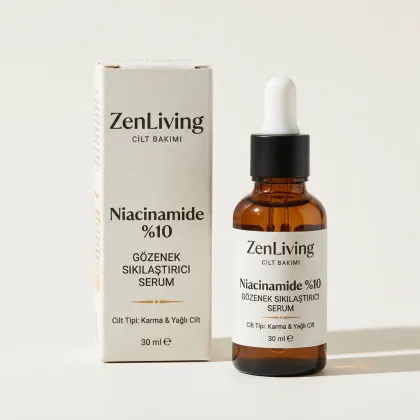 ZenLiving
CİLT BAKIMI
Niacinamide
%10
GÖZENEK
SIKILAŞTIRICI
SERUM
Cilt Tipi: Karma & Yağlı Cilt
30 ml ℮
ZenLiving
CİLT BAKIMI
Niacinamide %10
GÖZENEK SIKILAŞTIRICI
SERUM
Cilt Tipi: Karma & Yağlı Cilt
30 ml ℮